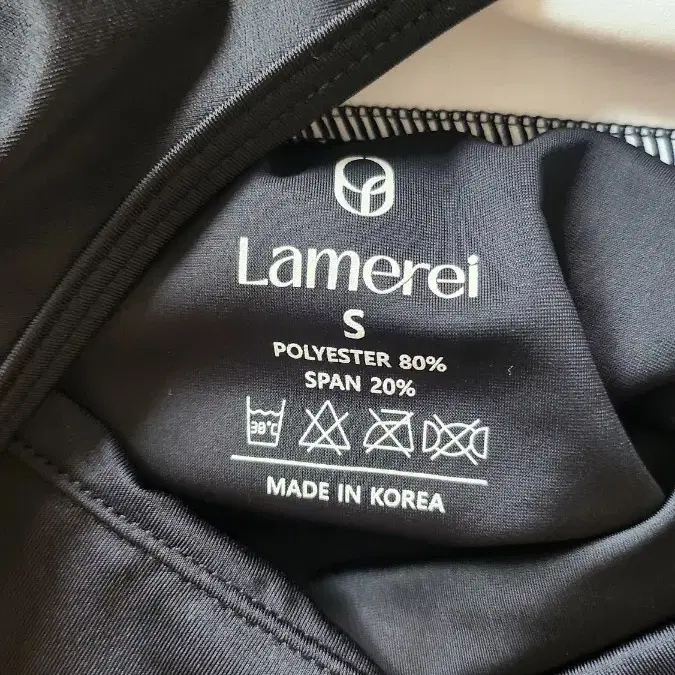 Lamerei
S
POLYESTER 80%
SPAN 20%
30°C
MADE IN KOREA